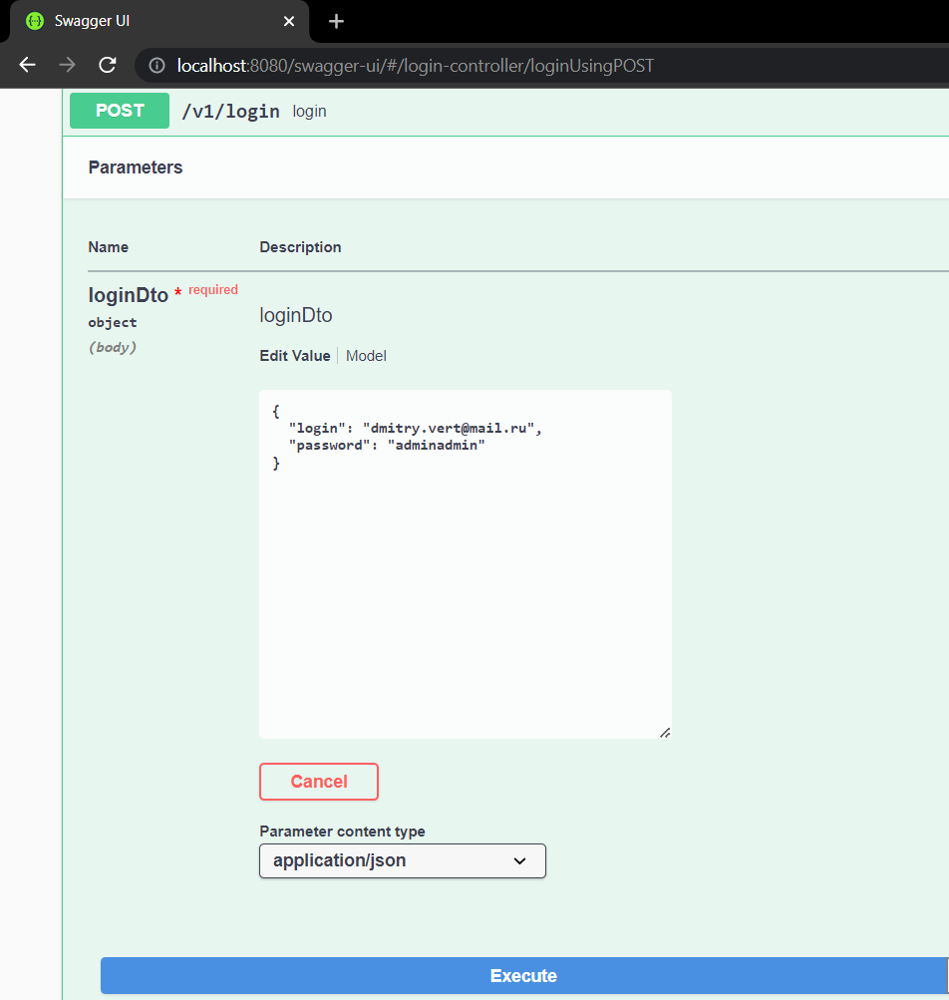 Swagger UI
localhost:8080/swagger-ui/#/login-controller/loginUsingPOST
POST /v1/login login
Parameters
Name Description
loginDto * required
object
(body)
loginDto
Edit Value Model
{
"login": "dmitry.vert@mail.ru",
"password": "adminadmin"
}
Cancel
Parameter content type
application/json
Execute